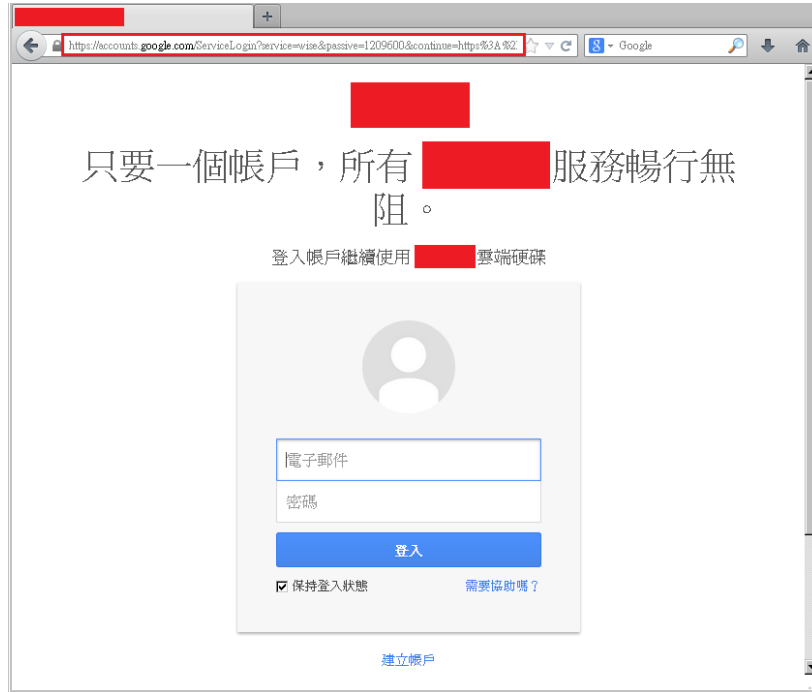 +
https://accounts.google.com/ServiceLogin?service=wise&passive=1209600&continue=https%3A%2
8 Google
只要一個帳戶，所有 服務暢行無
阻。
登入帳戶繼續使用 雲端硬碟
電子郵件
密碼
登入
保持登入狀態 需要協助嗎？
建立帳戶